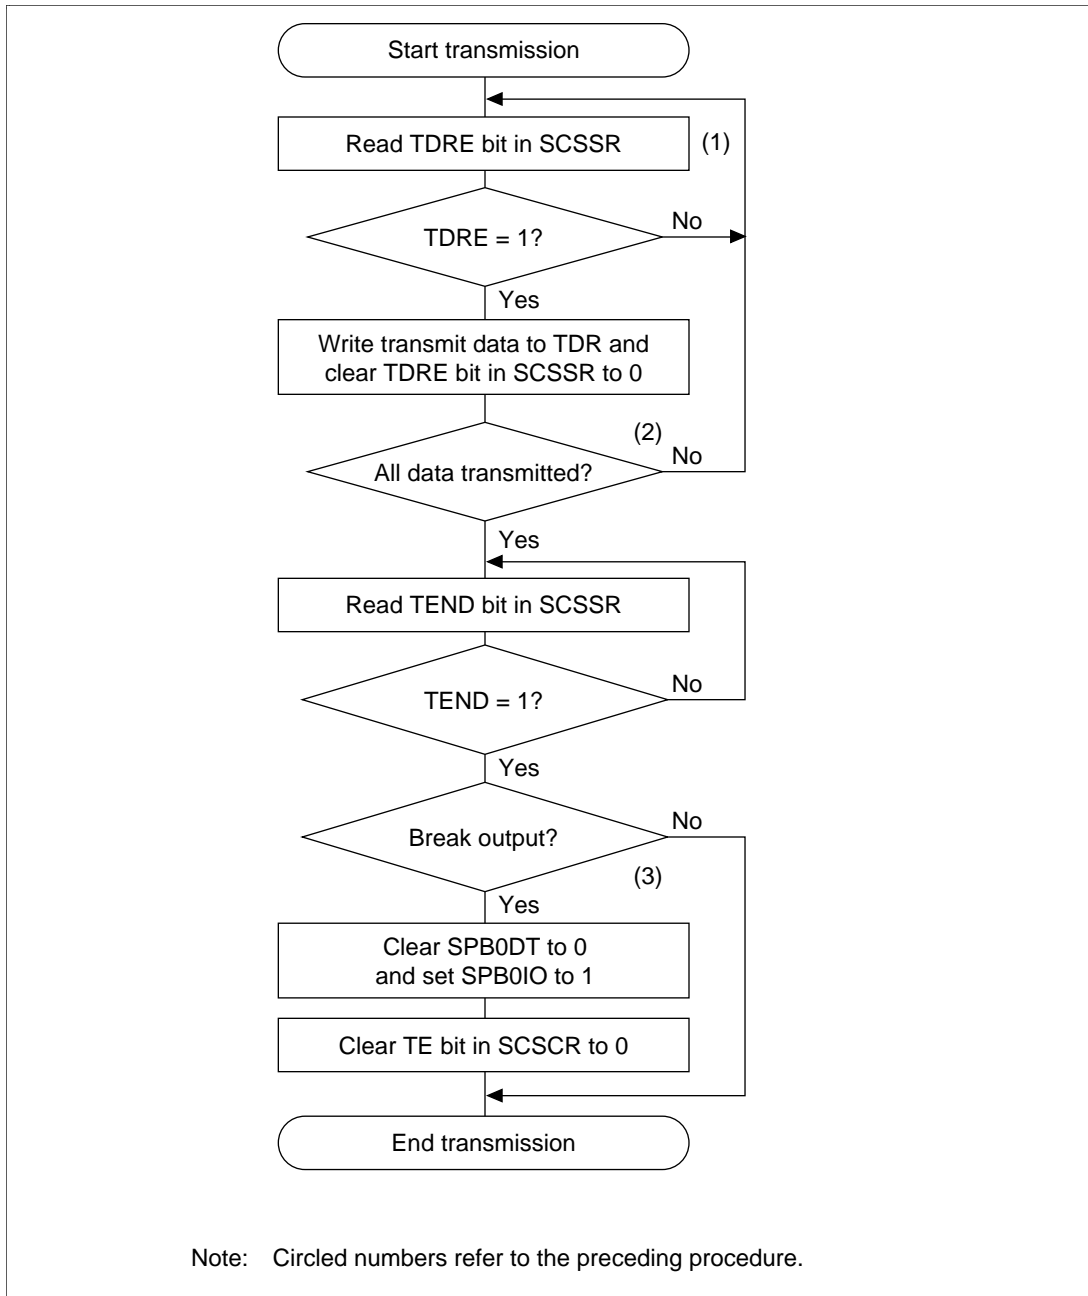 Start transmission
Read TDRE bit in SCSSR
(1)
TDRE = 1?
No
Yes
Write transmit data to TDR and
clear TDRE bit in SCSSR to 0
(2)
All data transmitted?
No
Yes
Read TEND bit in SCSSR
TEND = 1?
No
Yes
Break output?
No
(3)
Yes
Clear SPB0DT to 0
and set SPB0IO to 1
Clear TE bit in SCSCR to 0
End transmission
Note: Circled numbers refer to the preceding procedure.